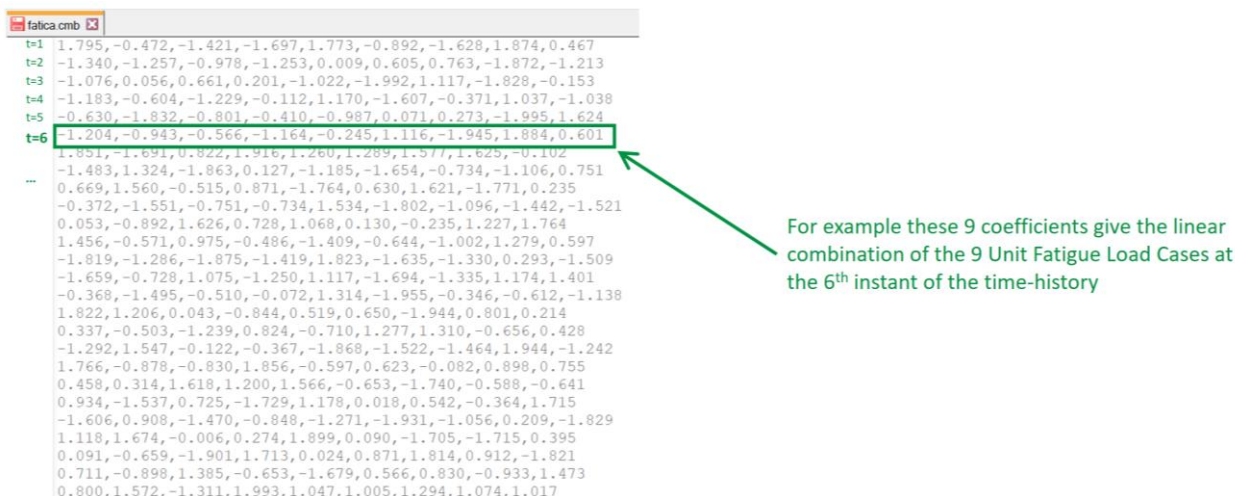 fatica.cmb
t=1 1.795,-0.472,-1.421,-1.697,1.773,-0.892,-1.628,1.874,0.467
t=2 -1.340,-1.257,-0.978,-1.253,0.009,0.605,0.763,-1.872,-1.213
t=3 -1.076,0.056,0.661,0.201,-1.022,-1.992,1.117,-1.828,-0.153
t=4 -1.183,-0.604,-1.229,-0.112,1.170,-1.607,-0.371,1.037,-1.038
t=5 -0.630,-1.832,-0.801,-0.410,-0.987,0.071,0.273,-1.995,1.624
t=6 -1.204,-0.943,-0.566,-1.164,-0.245,1.116,-1.945,1.884,0.601
1.851,-1.691,0.822,1.916,1.260,1.289,1.577,1.625,-0.102
-1.483,1.324,-1.863,0.127,-1.185,-1.654,-0.734,-1.106,0.751
... 0.669,1.560,-0.515,0.871,-1.764,0.630,1.621,-1.771,0.235
-0.372,-1.551,-0.751,-0.734,1.534,-1.802,-1.096,-1.442,-1.521
0.053,-0.892,1.626,0.728,1.068,0.130,-0.235,1.227,1.764
1.456,-0.571,0.975,-0.486,-1.409,-0.644,-1.002,1.279,0.597
-1.819,-1.286,-1.875,-1.419,1.823,-1.635,-1.330,0.293,-1.509
-1.659,-0.728,1.075,-1.250,1.117,-1.694,-1.335,1.174,1.401
-0.368,-1.495,-0.510,-0.072,1.314,-1.955,-0.346,-0.612,-1.138
1.822,1.206,0.043,-0.844,0.519,0.650,-1.944,0.801,0.214
0.337,-0.503,-1.239,0.824,-0.710,1.277,1.310,-0.656,0.428
-1.292,1.547,-0.122,-0.367,-1.868,-1.522,-1.464,1.944,-1.242
1.766,-0.878,-0.830,1.856,-0.597,0.623,-0.082,0.898,0.755
0.458,0.314,1.618,1.200,1.566,-0.653,-1.740,-0.588,-0.641
0.934,-1.537,0.725,-1.729,1.178,0.018,0.542,-0.364,1.715
-1.606,0.908,-1.470,-0.848,-1.271,-1.931,-1.056,0.209,-1.829
1.118,1.674,-0.006,0.274,1.899,0.090,-1.705,-1.715,0.395
0.091,-0.659,-1.901,1.713,0.024,0.871,1.814,0.912,-1.821
0.711,-0.898,1.385,-0.653,-1.679,0.566,0.830,-0.933,1.473
0.800,1.572,-1.311,1.993,1.047,1.005,1.294,1.074,1.017
For example these 9 coefficients give the linear
combination of the 9 Unit Fatigue Load Cases at
the 6th instant of the time-history